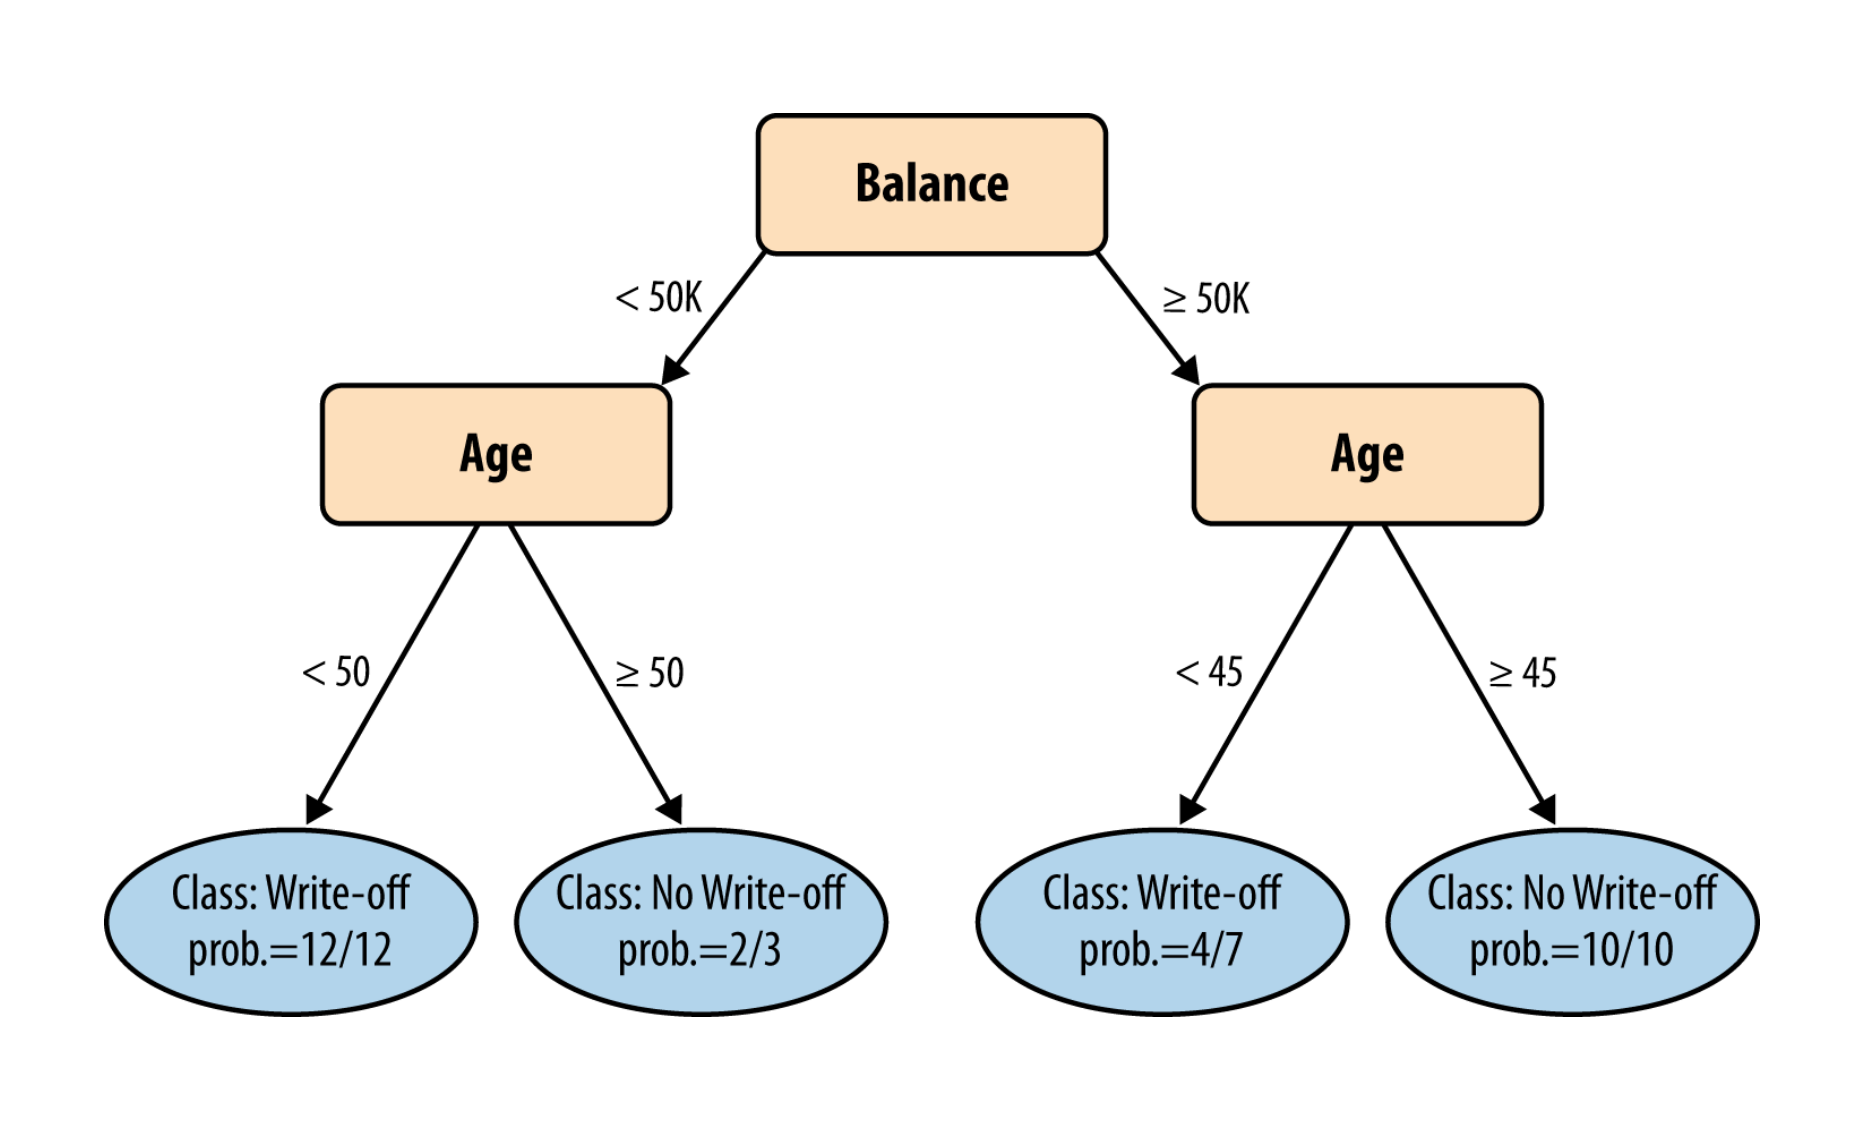 Balance
< 50K
≥ 50K
Age
Age
< 50
≥ 50
< 45
≥ 45
Class: Write-off
prob.=12/12
Class: No Write-off
prob.=2/3
Class: Write-off
prob.=4/7
Class: No Write-off
prob.=10/10